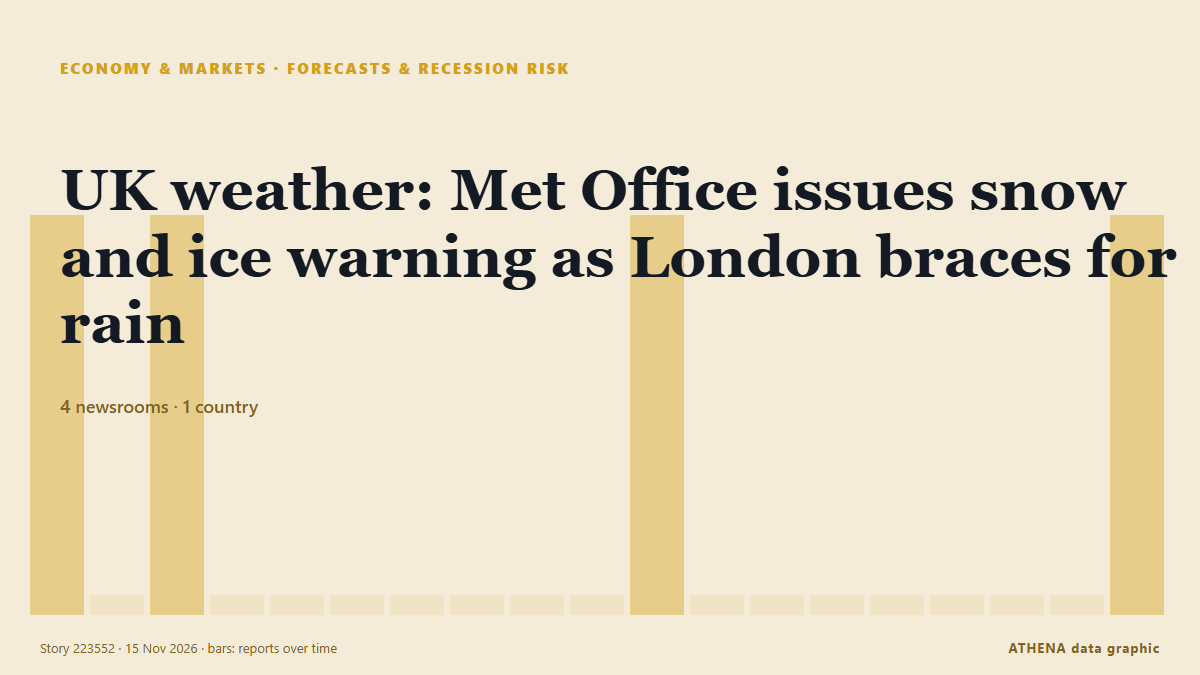 ECONOMY & MARKETS · FORECASTS & RECESSION RISK
UK weather: Met Office issues snow
and ice warning as London braces for
rain
4 newsrooms · 1 country
Story 223552 · 15 Nov 2026 · bars: reports over time
ATHENA data graphic